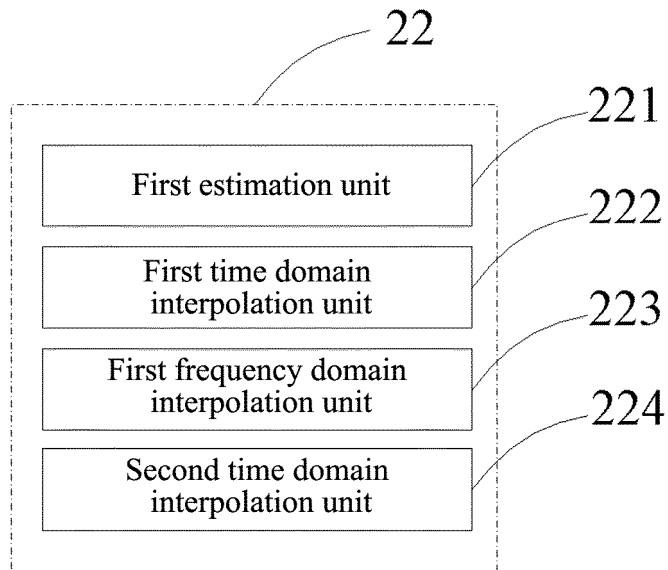 22
221
First estimation unit
222
First time domain
interpolation unit
223
First frequency domain
interpolation unit
224
Second time domain
interpolation unit